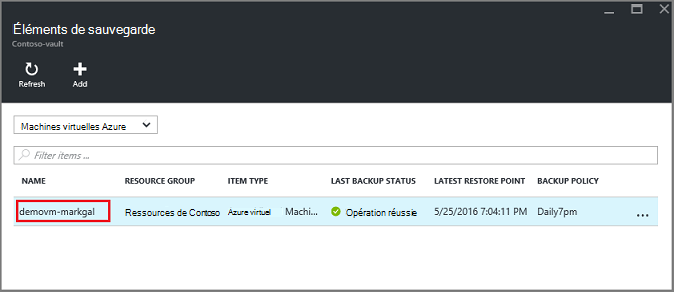 Éléments de sauvegarde
Contoso-vault
Refresh Add
Machines virtuelles Azure
Filter items ...
NAME RESOURCE GROUP ITEM TYPE LAST BACKUP STATUS LATEST RESTORE POINT BACKUP POLICY
demovm-markgal Ressources de Contoso Azure virtuel Machi... Opération réussie 5/25/2016 7:04:11 PM Daily7pm ...